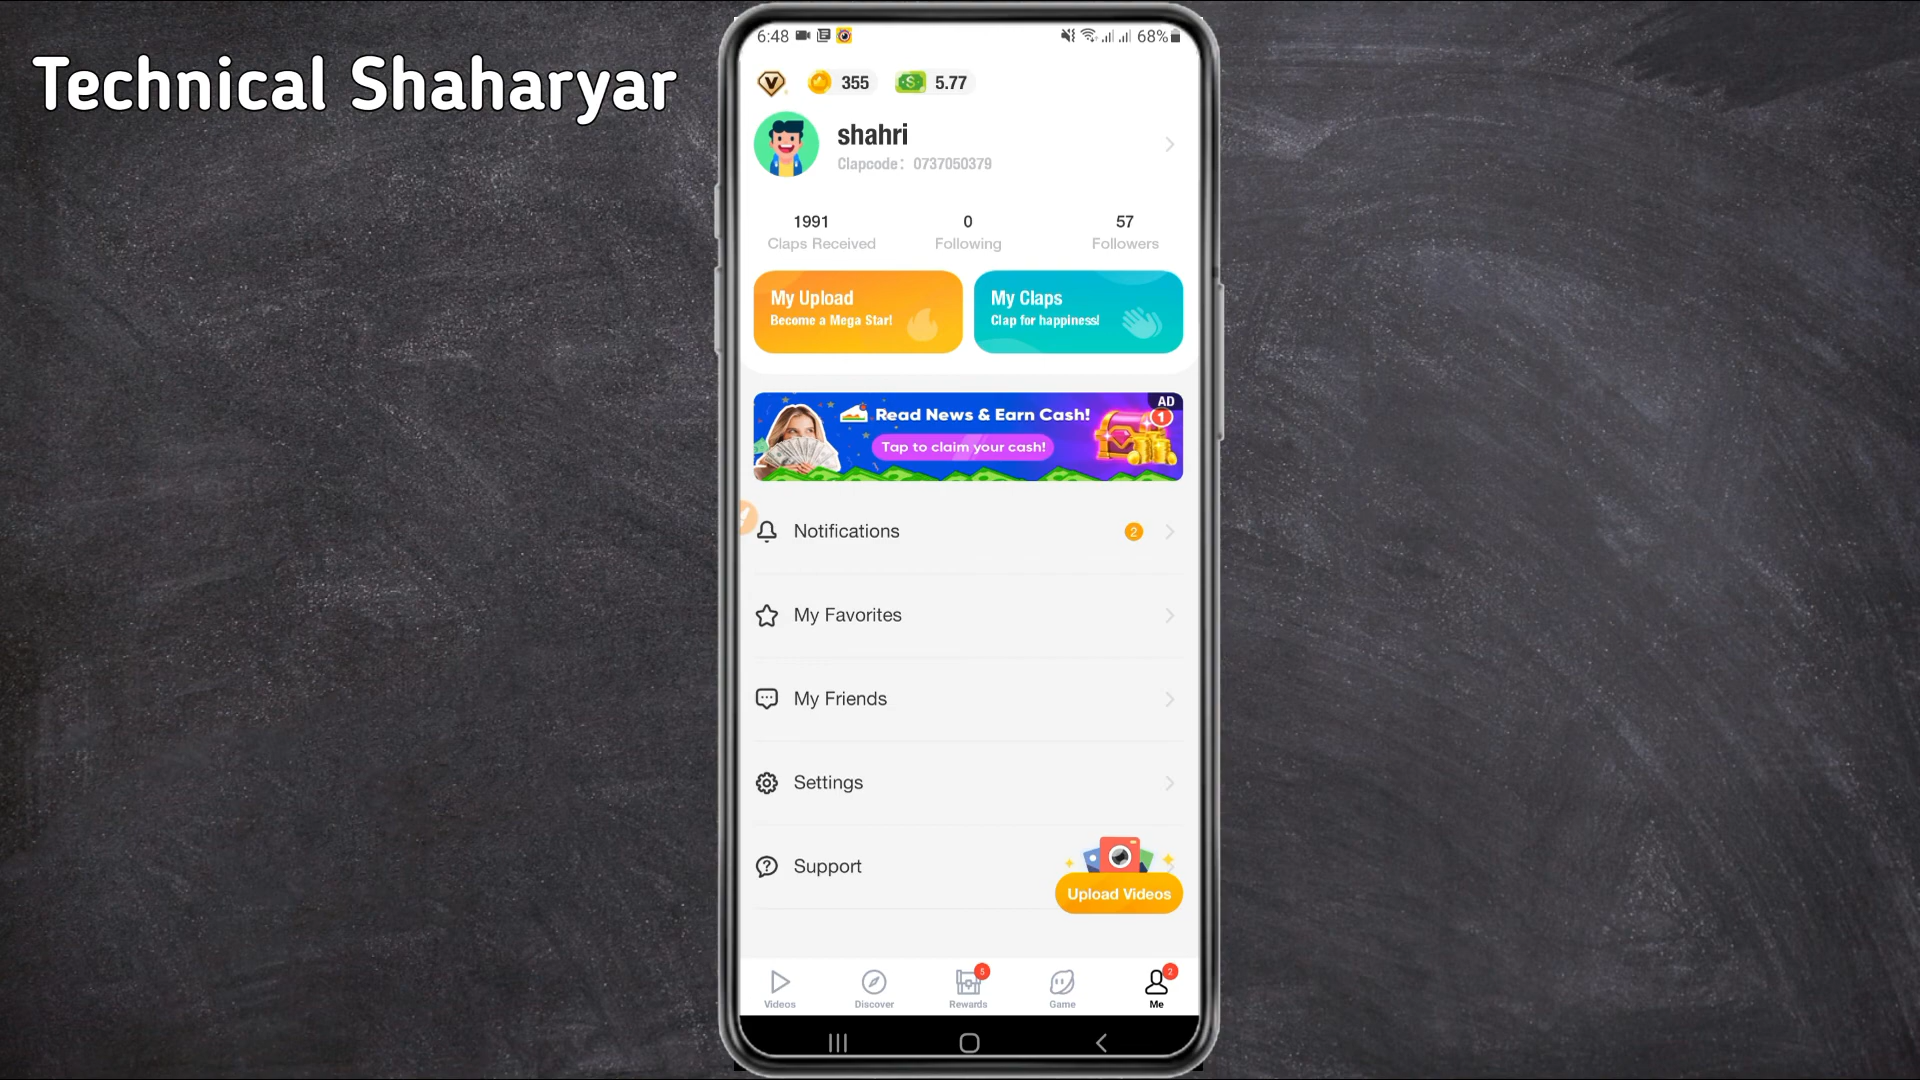 Technical Shaharyar
6:48
68%
V
355
$
5.77
shahri
Clapcode: 0737050379
1991
0
57
Claps Received
Following
Followers
My Upload
Become a Mega Star!
My Claps
Clap for happiness!
AD
Read News & Earn Cash!
1
Tap to claim your cash!
Notifications
2
My Favorites
My Friends
Settings
Support
Upload Videos
5
2
Videos
Discover
Rewards
Game
Me